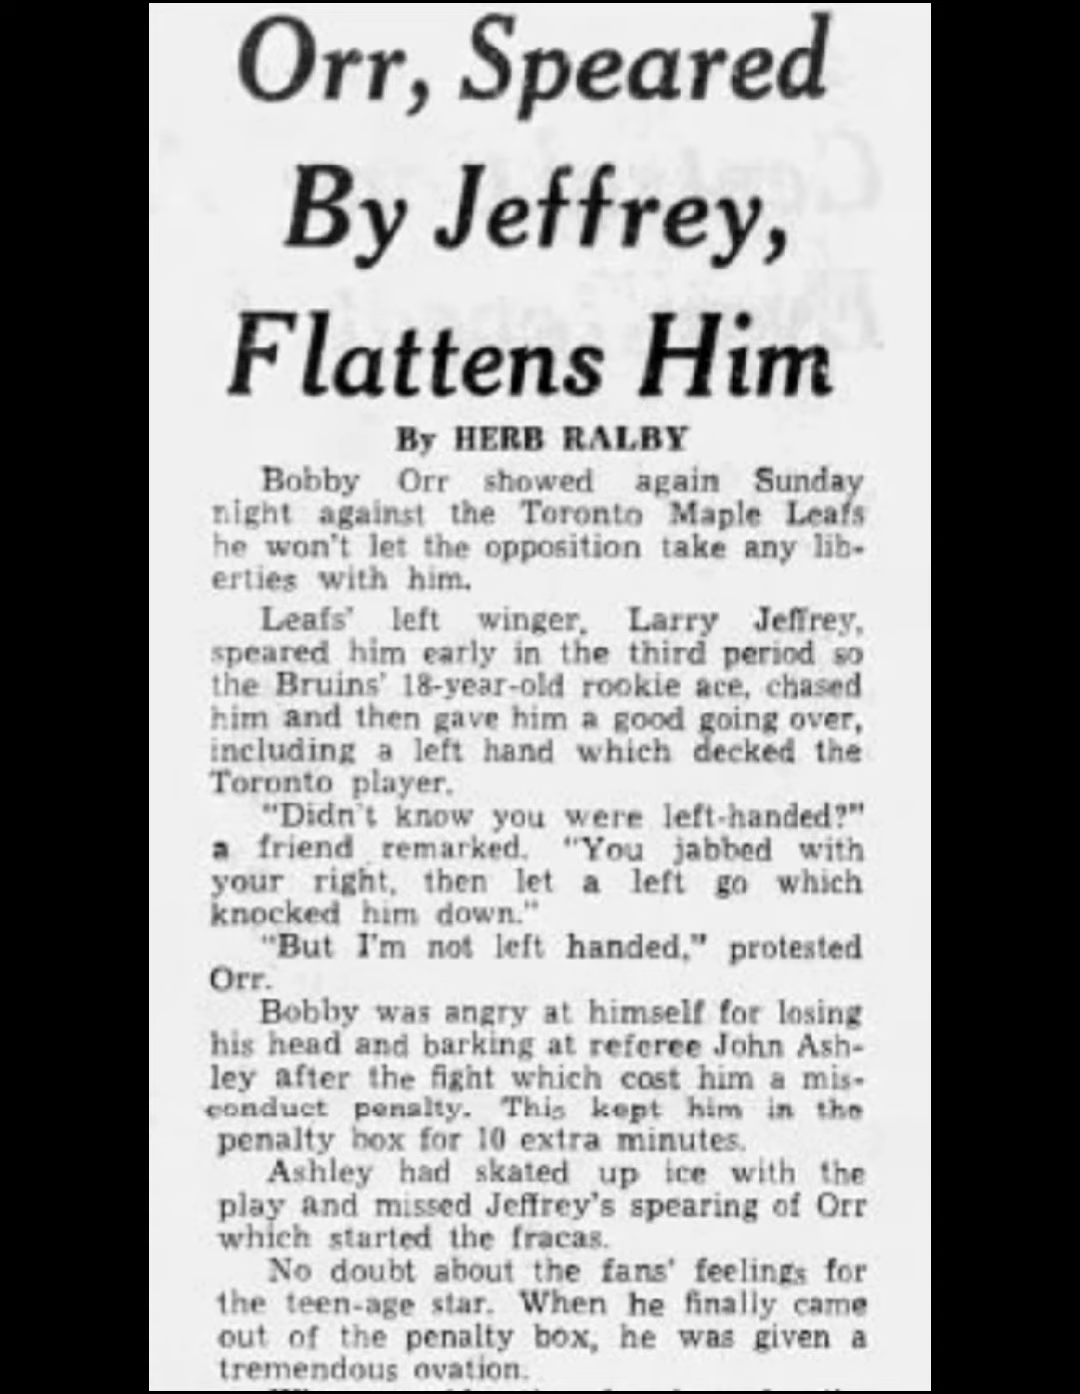 Orr, Speared
By Jeffrey,
Flattens Him
By HERB RALBY
Bobby Orr showed again Sunday
night against the Toronto Maple Leafs
he won't let the opposition take any lib-
erties with him.
Leafs' left winger, Larry Jeffrey,
speared him early in the third period so
the Bruins' 18-year-old rookie ace, chased
him and then gave him a good going over,
including a left hand which decked the
Toronto player.
"Didn't know you were left-handed?"
a friend remarked. "You jabbed with
your right, then let a left go which
knocked him down."
"But I'm not left handed," protested
Orr.
Bobby was angry at himself for losing
his head and barking at referee John Ash-
ley after the fight which cost him a mis-
conduct penalty. This kept him in the
penalty box for 10 extra minutes.
Ashley had skated up ice with the
play and missed Jeffrey's spearing of Orr
which started the fracas.
No doubt about the fans' feelings for
the teen-age star. When he finally came
out of the penalty box, he was given a
tremendous ovation.